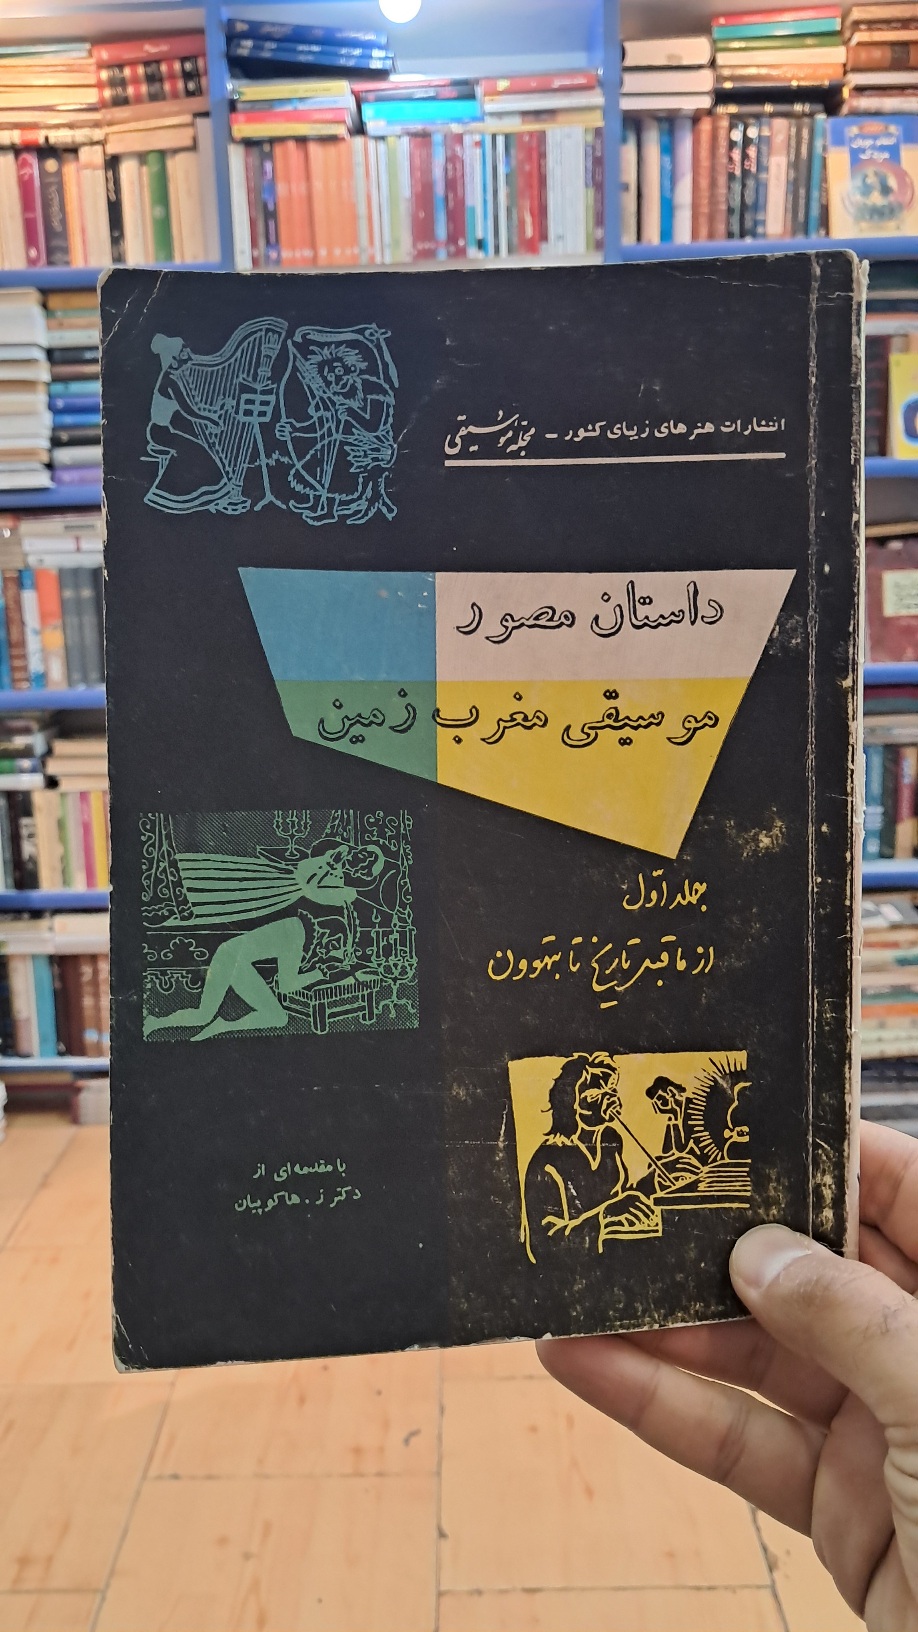 انتشارات هنرهای زیبای کشور - مجله موسیقی
داستان مصور
موسیقی مغرب زمین
جلد اوّل
از ماقبل تاریخ تا بتهوون
با مقدمه‌ای از
دکتر ز. هاکوپیان